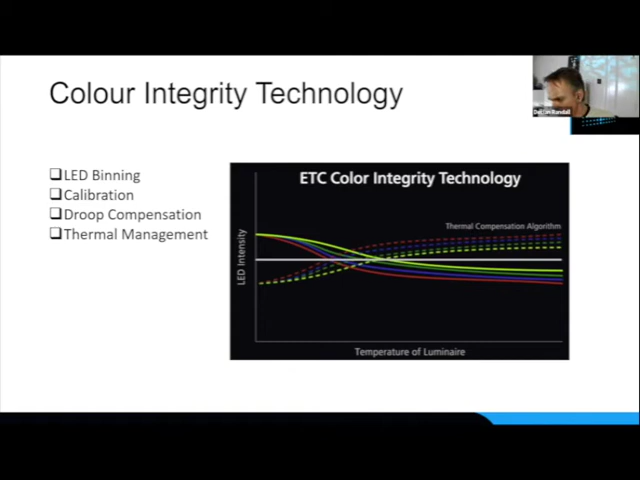 Colour Integrity Technology
Randall
❑LED Binning
❑Calibration
❑Droop Compensation
❑Thermal Management
ETC Color Integrity Technology
Thermal Compensation Algorithm
LED Intensity
Temperature of Luminaire